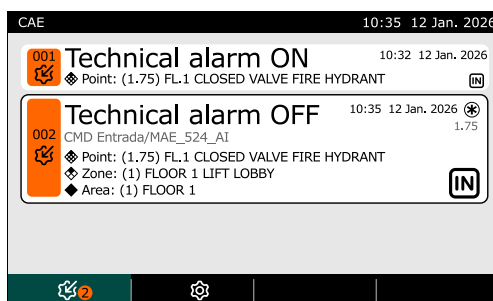 CAE 10:35 12 Jan. 2026
001 Technical alarm ON 10:32 12 Jan. 2026
Point: (1.75) FL.1 CLOSED VALVE FIRE HYDRANT IN
Technical alarm OFF 10:35 12 Jan. 2026
002 CMD Entrada/MAE_524_AI 1.75
Point: (1.75) FL.1 CLOSED VALVE FIRE HYDRANT
Zone: (1) FLOOR 1 LIFT LOBBY IN
Area: (1) FLOOR 1
2